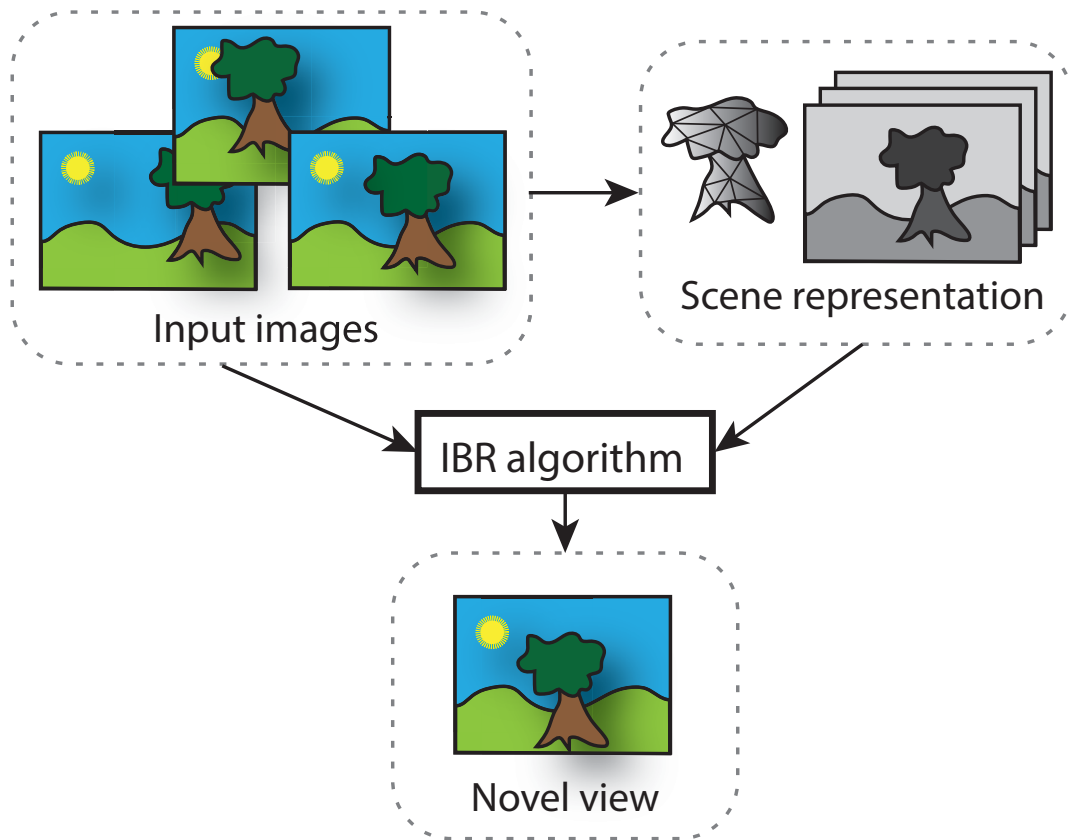 Input images
Scene representation
IBR algorithm
Novel view